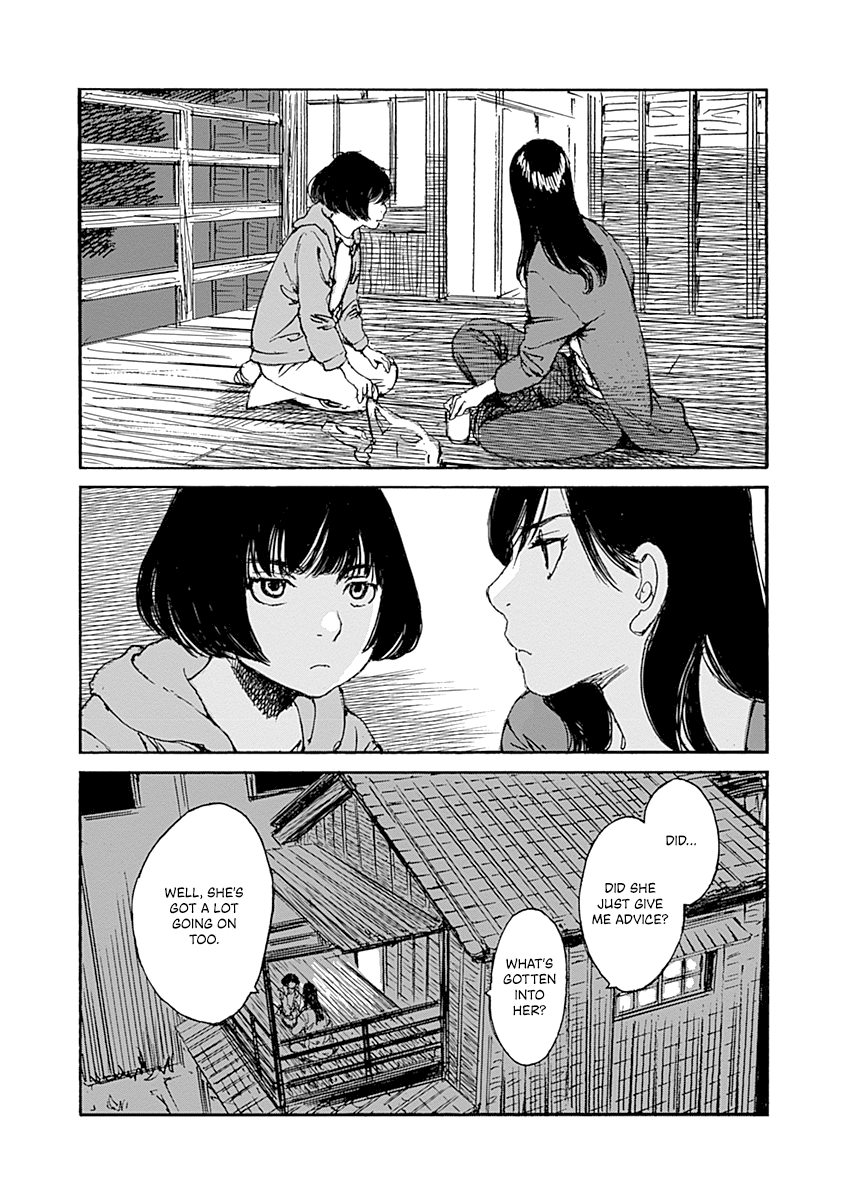 DID...
DID SHE
JUST GIVE
ME ADVICE?
WHAT'S
GOTTEN
INTO
HER?
WELL, SHE'S
GOT A LOT
GOING ON
TOO.